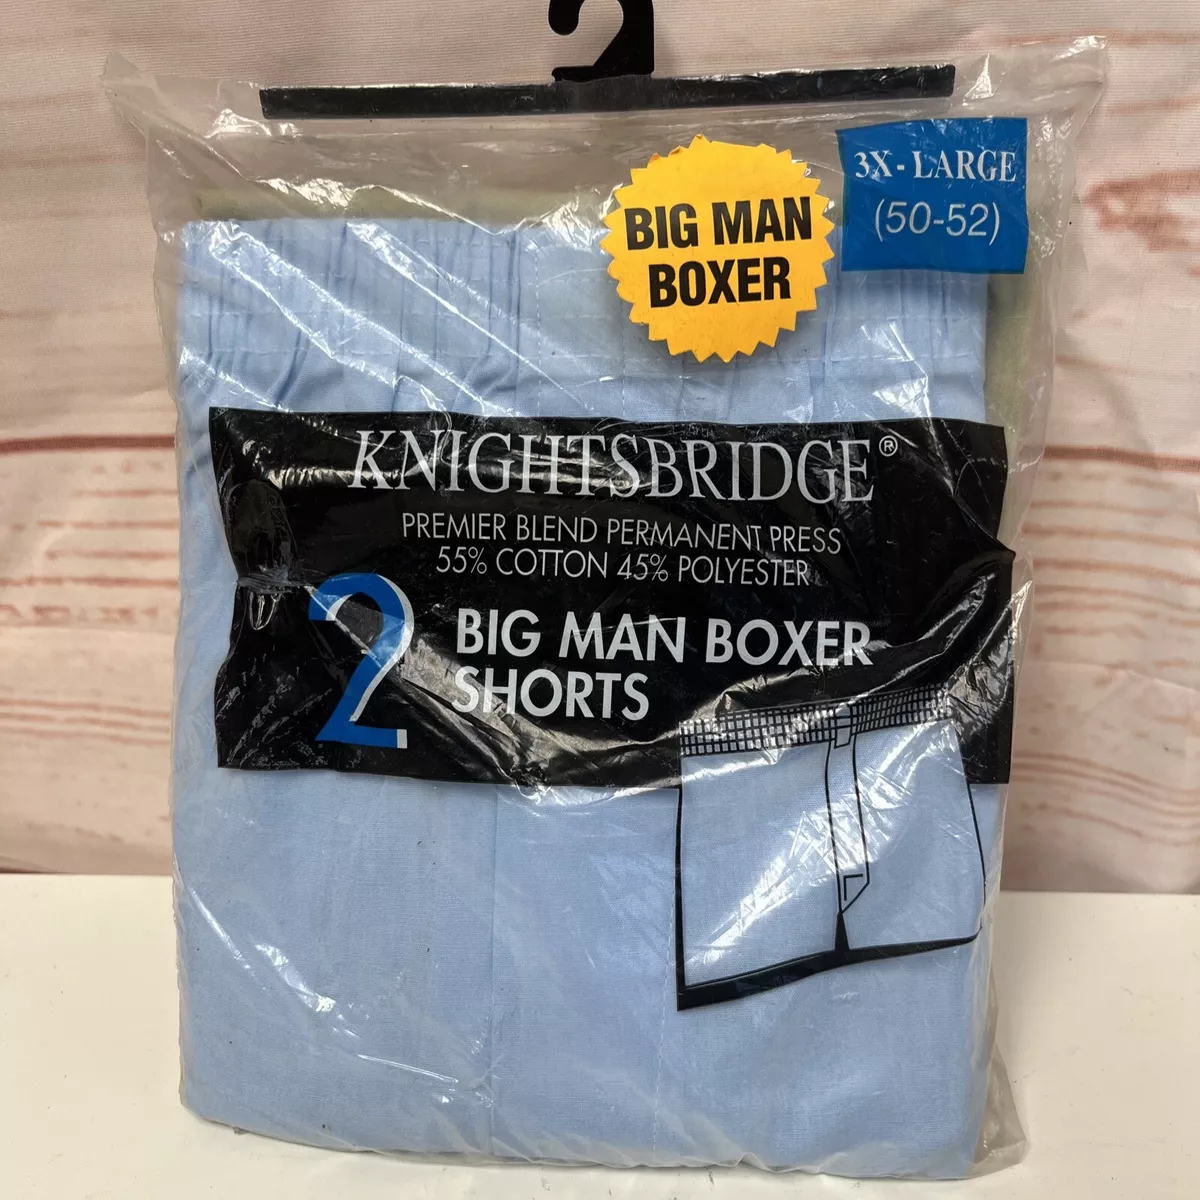 BIG MAN
BOXER
3X-LARGE
(50-52)
KNIGHTSBRIDGE®
PREMIER BLEND PERMANENT PRESS
55% COTTON 45% POLYESTER
2
BIG MAN BOXER
SHORTS